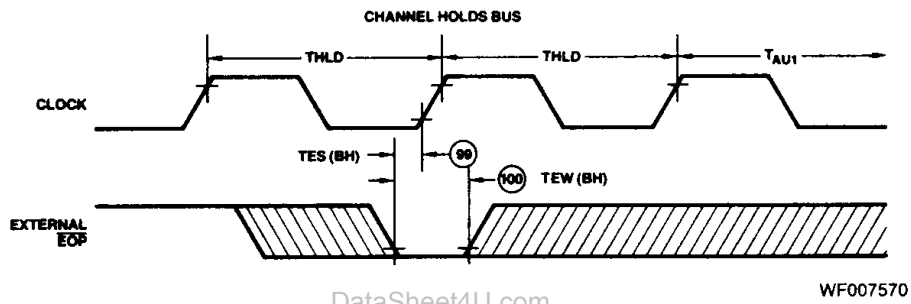 CHANNEL HOLDS BUS
THLD THLD TAU1
CLOCK
TES (BH) 99
100 TEW (BH)
EXTERNAL
EOP
WF007570
DataSheet4U.com